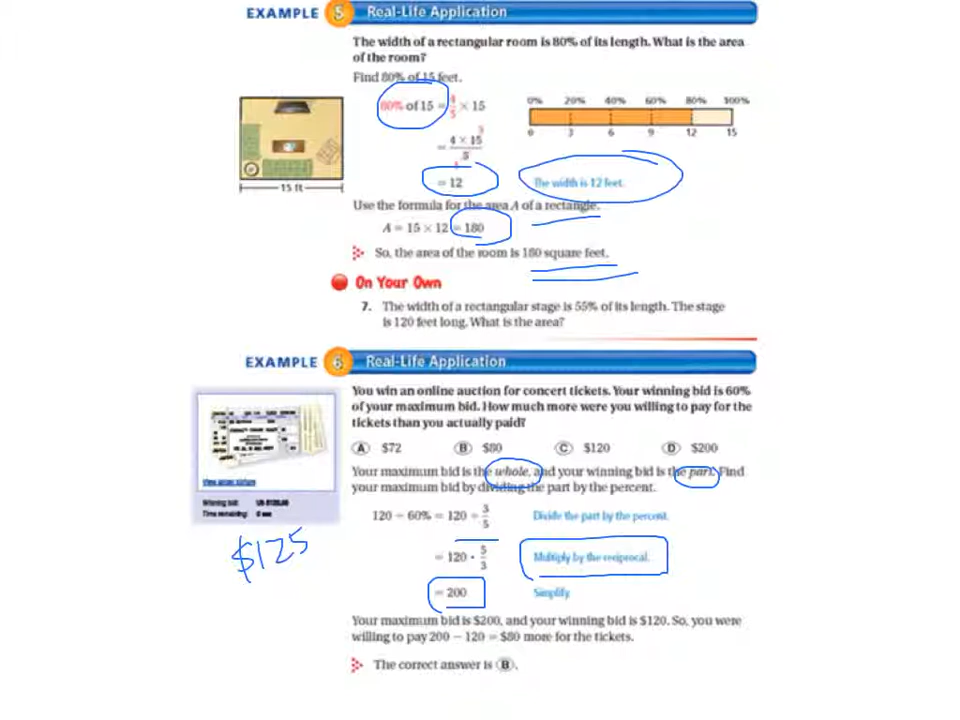 EXAMPLE 5 Real-Life Application
The width of a rectangular room is 80% of its length. What is the area
of the room?
Find 80% of 15 feet.
80% of 15 = 4/5 × 15
0% 20% 40% 60% 80% 100%
0 3 6 9 12 15
= 4 × 15 3 / 5 1
= 12 The width is 12 feet.
15 ft
Use the formula for the area A of a rectangle.
A = 15 × 12 = 180
So, the area of the room is 180 square feet.
On Your Own
7. The width of a rectangular stage is 55% of its length. The stage
is 120 feet long. What is the area?
EXAMPLE 6 Real-Life Application
You win an online auction for concert tickets. Your winning bid is 60%
of your maximum bid. How much more were you willing to pay for the
tickets than you actually paid?
A $72 B $80 C $120 D $200
Your maximum bid is the whole, and your winning bid is the part. Find
your maximum bid by dividing the part by the percent.
View larger picture
Winning bid:
Time remaining: 0 sec
$125
120 ÷ 60% = 120 ÷ 3/5 Divide the part by the percent.
= 120 · 5/3 Multiply by the reciprocal.
= 200 Simplify
Your maximum bid is $200, and your winning bid is $120. So, you were
willing to pay 200 − 120 = $80 more for the tickets.
The correct answer is B.